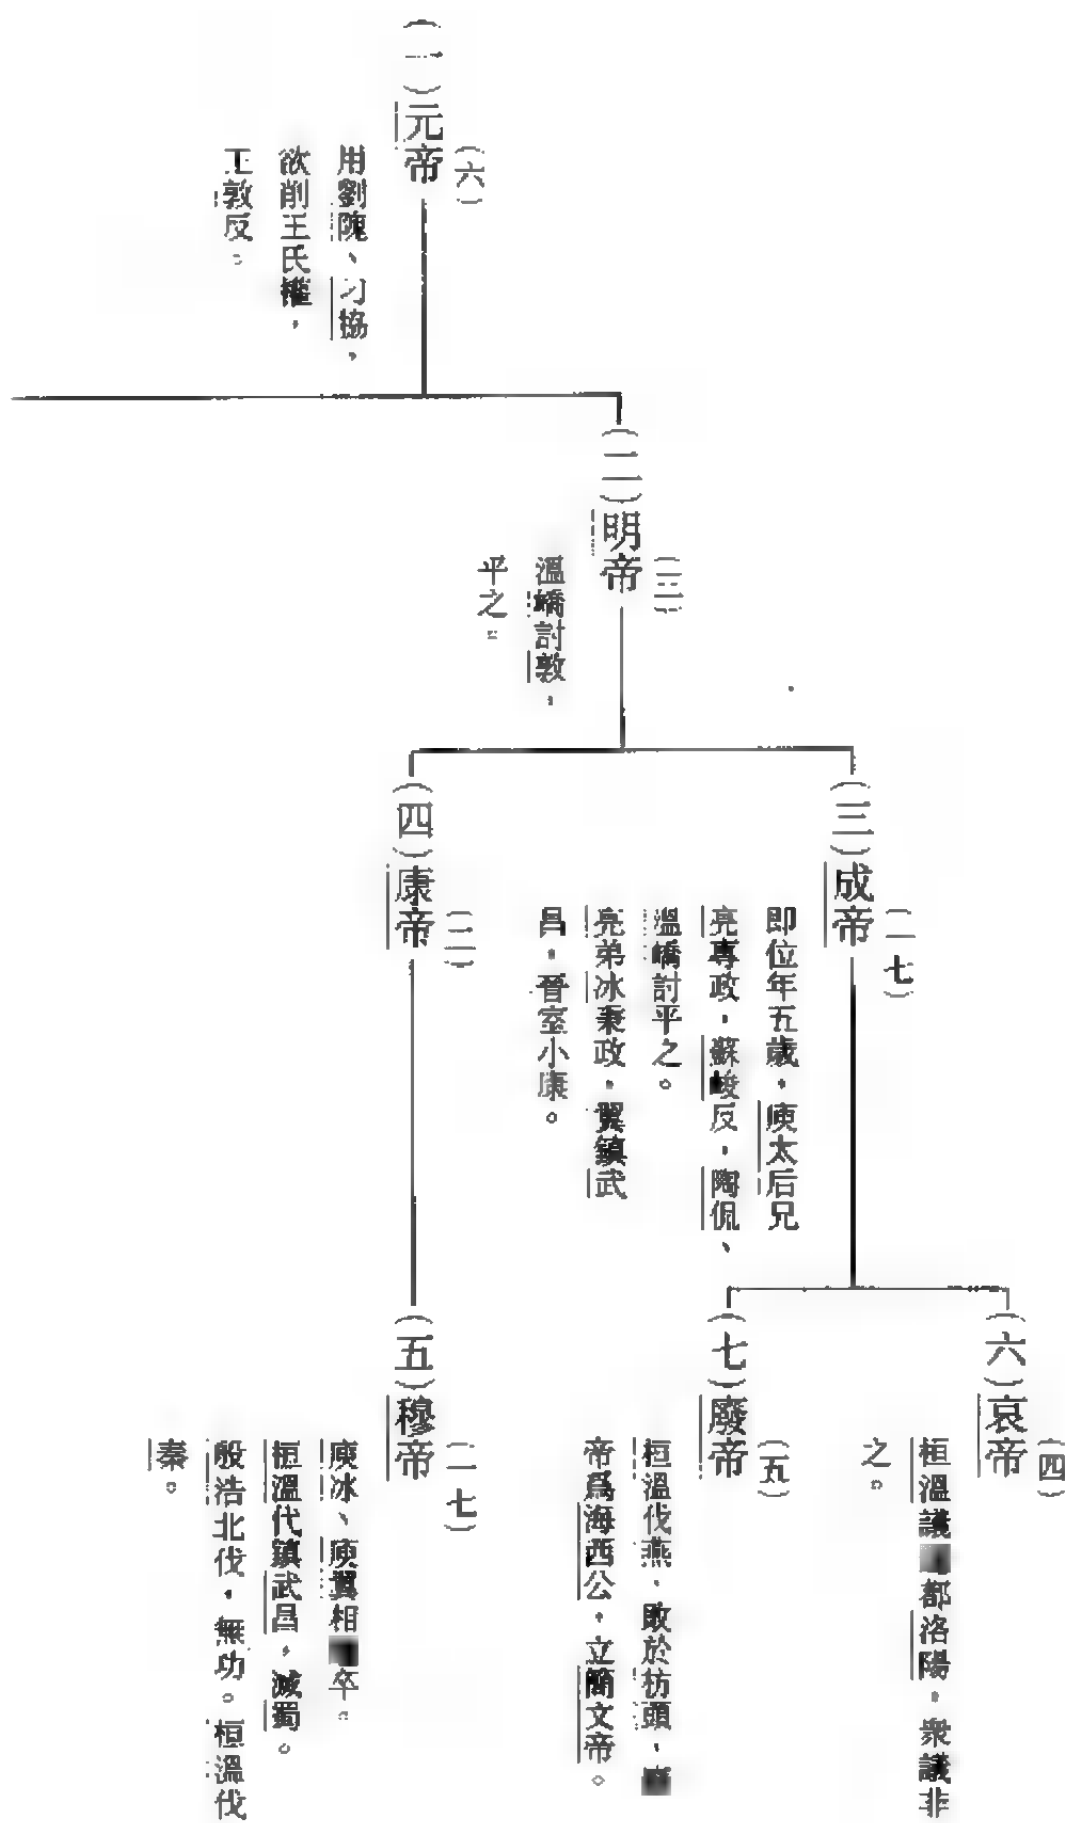 (一)元帝
(六)
用劉隗、刁協，
欲削王氏權，
王敦反。
(二)明帝
(三)
溫嶠討敦，
平之。
(三)成帝
(一七)
即位年五歲，庾太后兄
亮專政，蘇峻反，陶侃、
溫嶠討平之。
亮弟冰秉政，翼鎮武
昌，晉室小康。
(四)康帝
(二)
(六)哀帝
(四)
桓溫議都洛陽，衆議非
之。
(七)廢帝
(五)
桓溫伐燕，敗於枋頭，
帝爲海西公，立簡文帝。
(五)穆帝
(一七)
庾冰、庾翼相卒。
桓溫代鎮武昌，滅蜀。
殷浩北伐，無功。桓溫伐
秦。